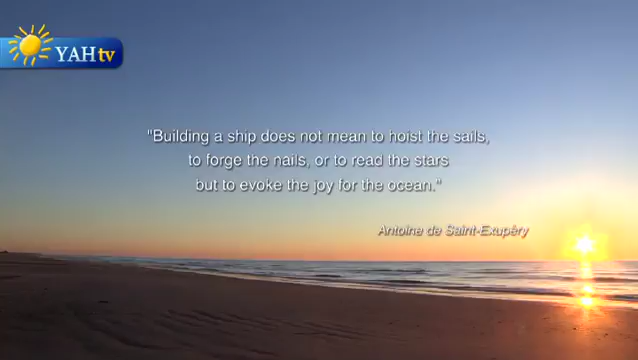 YAHtv
"Building a ship does not mean to hoist the sails,
to forge the nails, or to read the stars
but to evoke the joy for the ocean."
Antoine de Saint-Exupèry